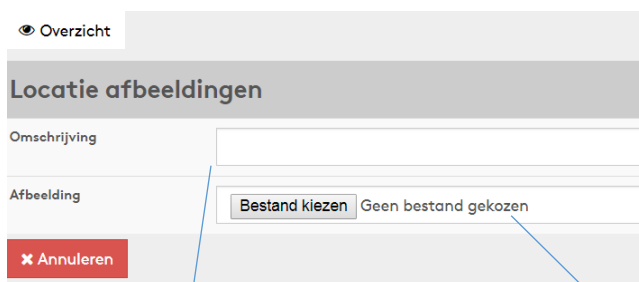 Overzicht
Locatie afbeeldingen
Omschrijving
Afbeelding
Bestand kiezen Geen bestand gekozen
Annuleren